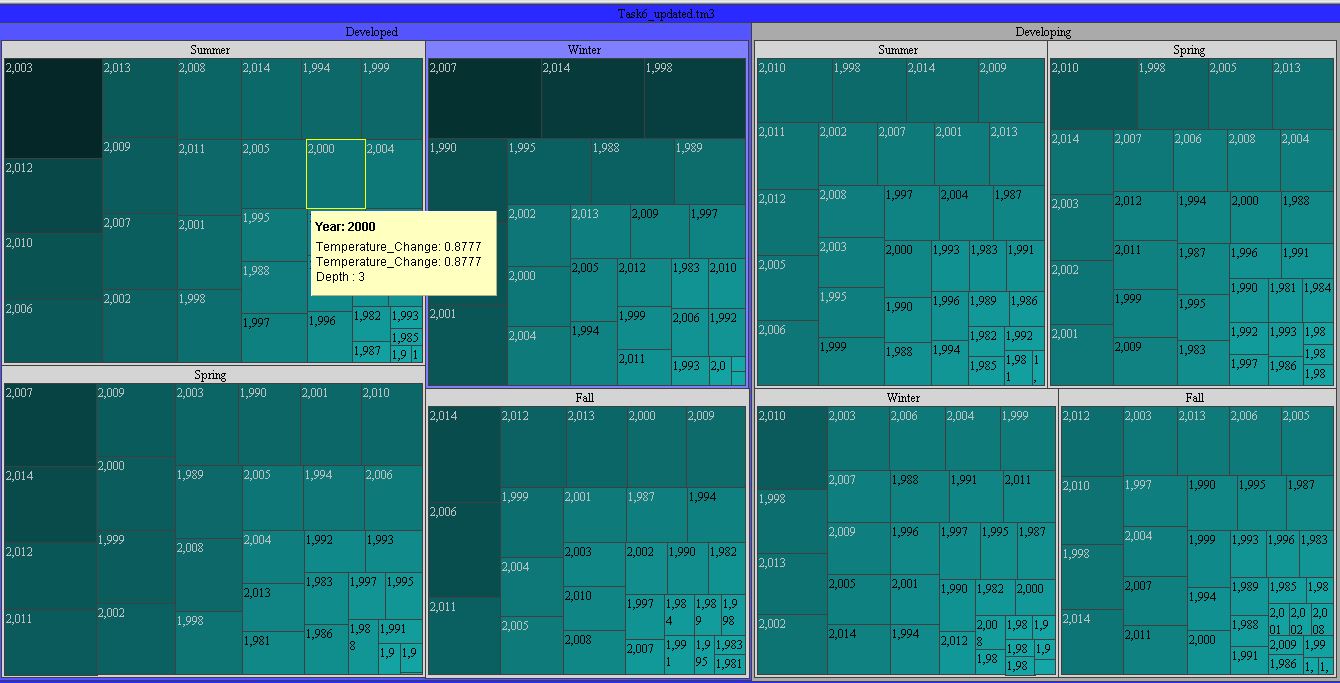 Task6_updated.tm3
Developed
Developing
Summer
2,003 2,013 2,008 2,014 1,994 1,999
2,009 2,011 2,005 2,000 2,004
2,012
2,007 2,001 1,995
2,010
1,988
2,006 2,002 1,998 1,997 1,996 1,982 1,993
1,985
1,987 1,9 1
Year: 2000
Temperature_Change: 0.8777
Temperature_Change: 0.8777
Depth : 3
Winter
2,007 2,014 1,998
1,990 1,995 1,988 1,989
2,002 2,013 2,009 1,997
2,000 2,005 2,012 1,983 2,010
2,001 1,999 2,006 1,992
2,004 1,994
2,011 1,993 2,0
Spring
2,007 2,009 2,003 1,990 2,001 2,010
2,014 2,000 1,989 2,005 1,994 2,006
2,012 1,999 2,008 2,004 1,992 1,993
2,013 1,983 1,997 1,995
2,011 2,002 1,998 1,981 1,986 1,98
8 1,991
1,9 1,9
Fall
2,014 2,012 2,013 2,000 2,009
2,006 1,999 2,001 1,987 1,994
2,004 2,003 2,002 1,990 1,982
2,011 2,005 2,010 1,997 1,98
4 1,98
9 1,9
98
2,008 2,007 1,99
1 1,9
95 1,983
1,981
Summer
2,010 1,998 2,014 2,009
2,011 2,002 2,007 2,001 2,013
2,012 2,008 1,997 2,004 1,987
2,005 2,003 2,000 1,993 1,983 1,991
1,995 1,990 1,996 1,989 1,986
2,006 1,999 1,988 1,994 1,982 1,992
1,985 1,98
1 1,
Spring
2,010 1,998 2,005 2,013
2,014 2,007 2,006 2,008 2,004
2,003 2,012 1,994 2,000 1,988
2,002 2,011 1,987 1,996 1,991
1,999 1,995 1,990 1,981 1,984
2,001 2,009 1,983 1,992 1,993 1,98
1,98
1,997 1,986 1,98
Winter
2,010 2,003 2,006 2,004 1,999
1,998 2,007 1,988 1,991 2,011
2,013 2,009 1,996 1,997 1,995 1,987
2,002 2,005 2,001 1,990 1,982 2,000
2,014 1,994 2,012 2,00
8 1,98 1,9
1,98 1,98 1,9
1,98
Fall
2,012 2,003 2,013 2,006 2,005
2,010 1,997 1,990 1,995 1,987
1,998 2,004 1,999 1,993 1,996 1,983
2,014 2,007 1,994 1,989 1,985 1,98
2,011 2,000 1,988 2,0
01 2,0
02 2,0
08
1,991 2,009 1,99
1,986 1, 1,